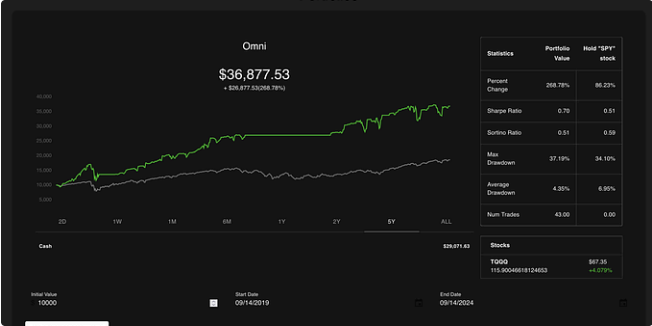 Omni
$36,877.53
+ $26,877.53(268.78%)
40,000
35,000
30,000
25,000
20,000
15,000
10,000
5,000
2D 1W 1M 6M 1Y 2Y 5Y ALL
Cash $29,071.63
Statistics Portfolio Value Hold "SPY" stock
Percent Change 268.78% 86.23%
Sharpe Ratio 0.70 0.51
Sortino Ratio 0.51 0.59
Max Drawdown 37.19% 34.10%
Average Drawdown 4.35% 6.95%
Num Trades 43.00 0.00
Stocks
TQQQ $67.35
115.90046618124653 +4.079%
Initial Value Start Date End Date
10000 09/14/2019 09/14/2024